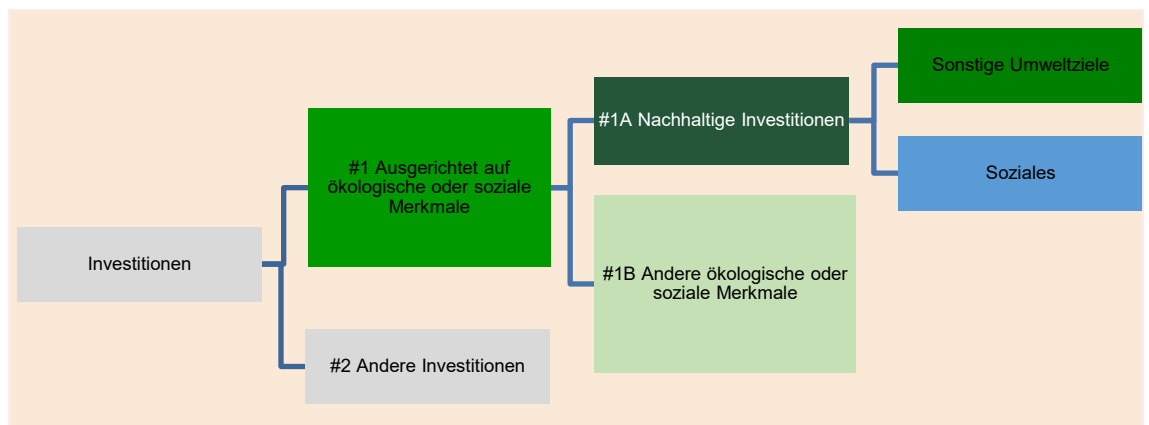 Investitionen
#1 Ausgerichtet auf
ökologische oder soziale
Merkmale
#2 Andere Investitionen
#1A Nachhaltige Investitionen
#1B Andere ökologische oder
soziale Merkmale
Sonstige Umweltziele
Soziales